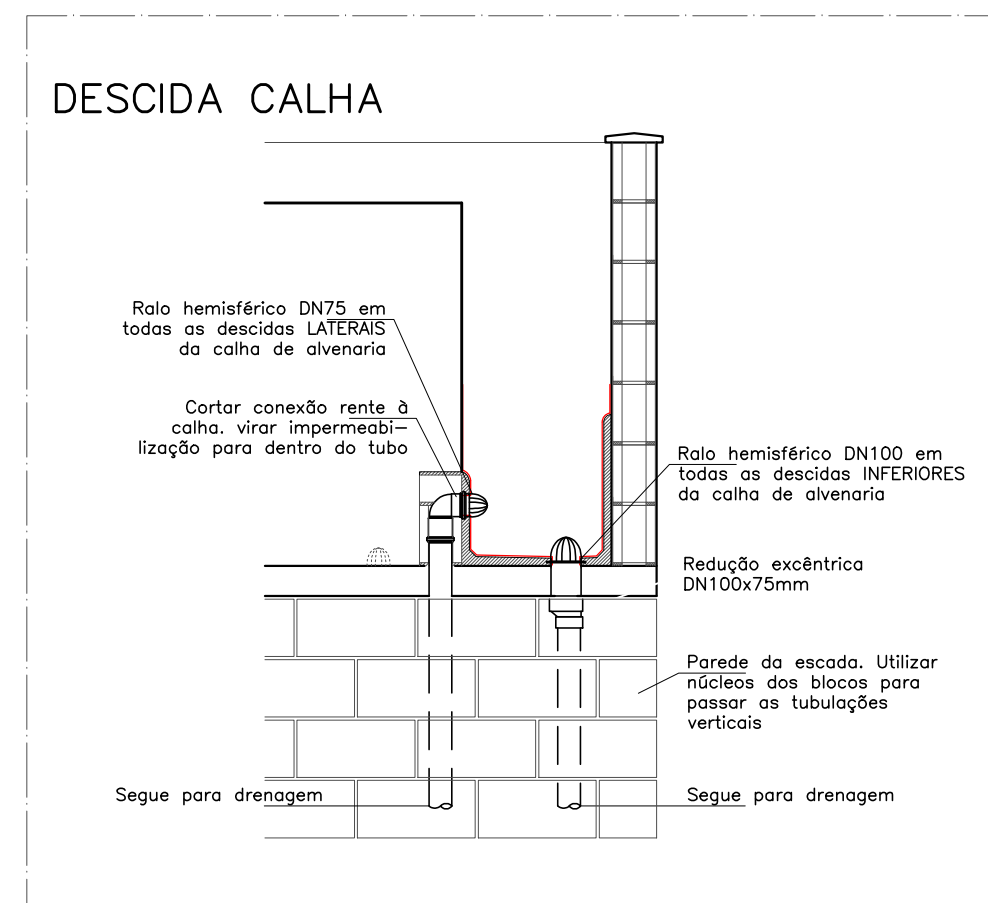 DESCIDA CALHA
Ralo hemisférico DN75 em
todas as descidas LATERAIS
da calha de alvenaria
Cortar conexão rente à
calha. virar impermeabi-
lização para dentro do tubo
Ralo hemisférico DN100 em
todas as descidas INFERIORES
da calha de alvenaria
Redução excêntrica
DN100x75mm
Parede da escada. Utilizar
núcleos dos blocos para
passar as tubulações
verticais
Segue para drenagem
Segue para drenagem